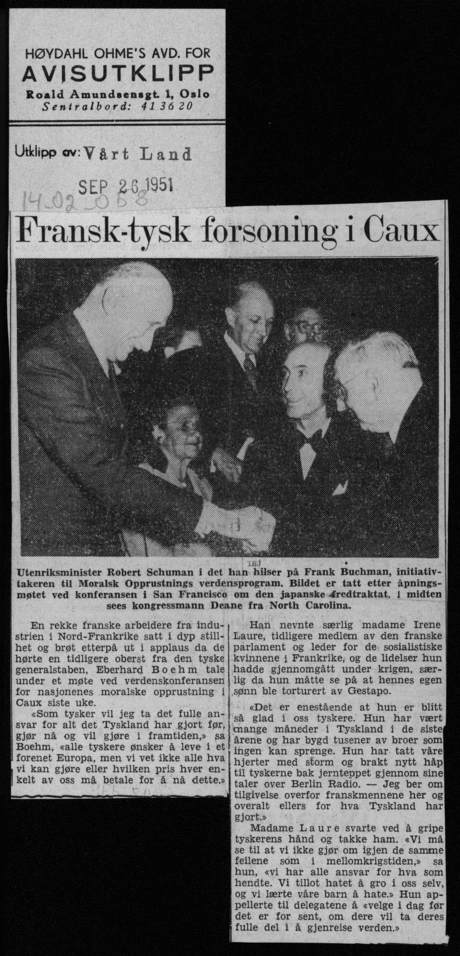 HØYDAHL OHME'S AVD. FOR
AVISUTKLIPP
Roald Amundsensgt. 1, Oslo
Sentralbord: 413620
Utklipp av: Vårt Land
SEP 26 1951
14_02_058
Fransk-tysk forsoning i Caux
Utenriksminister Robert Schuman i det han hilser på Frank Buchman, initiativ-
takeren til Moralsk Opprustnings verdensprogram. Bildet er tatt etter åpnings-
møtet ved konferansen i San Francisco om den japanske fredtraktat, i midten
sees kongressmann Deane fra North Carolina.
En rekke franske arbeidere fra indu-
strien i Nord-Frankrike satt i dyp still-
het og brøt etterpå ut i applaus da de
hørte en tidligere oberst fra den tyske
generalstaben, Eberhard Boehm tale
under et møte ved verdenskonferansen
for nasjonenes moralske opprustning i
Caux siste uke.
«Som tysker vil jeg ta det fulle an-
svar for alt det Tyskland har gjort før,
gjør nå og vil gjøre i framtiden,» sa
Boehm, «alle tyskere ønsker å leve i et
forenet Europa, men vi vet ikke alle hva
vi kan gjøre eller hvilken pris hver en-
kelt av oss må betale for å nå dette.»
Han nevnte særlig madame Irene
Laure, tidligere medlem av den franske
parlament og leder for de sosialistiske
kvinnene i Frankrike, og de lidelser hun
hadde gjennomgått under krigen, sær-
lig da hun måtte se på at hennes egen
sønn ble torturert av Gestapo.
«Det er enestående at hun er blitt
så glad i oss tyskere. Hun har vært
mange måneder i Tyskland i de siste
årene og har bygd tusener av broer som
ingen kan sprenge. Hun har tatt våre
hjerter med storm og brakt nytt håp
til tyskerne bak jernteppet gjennom sine
taler over Berlin Radio. — Jeg ber om
tilgivelse overfor franskmennene her og
overalt ellers for hva Tyskland har
gjort.»
Madame Laure svarte ved å gripe
tyskerens hånd og takke ham. «Vi må
se til at vi ikke gjør om igjen de samme
feilene som i mellomkrigstiden,» sa
hun, «vi har alle ansvar for hva som
hendte. Vi tillot hatet å gro i oss selv,
og vi lærte våre barn å hate.» Hun ap-
pellerte til delegatene å «velge i dag før
det er for sent, om dere vil ta deres
fulle del i å gjenreise verden.»